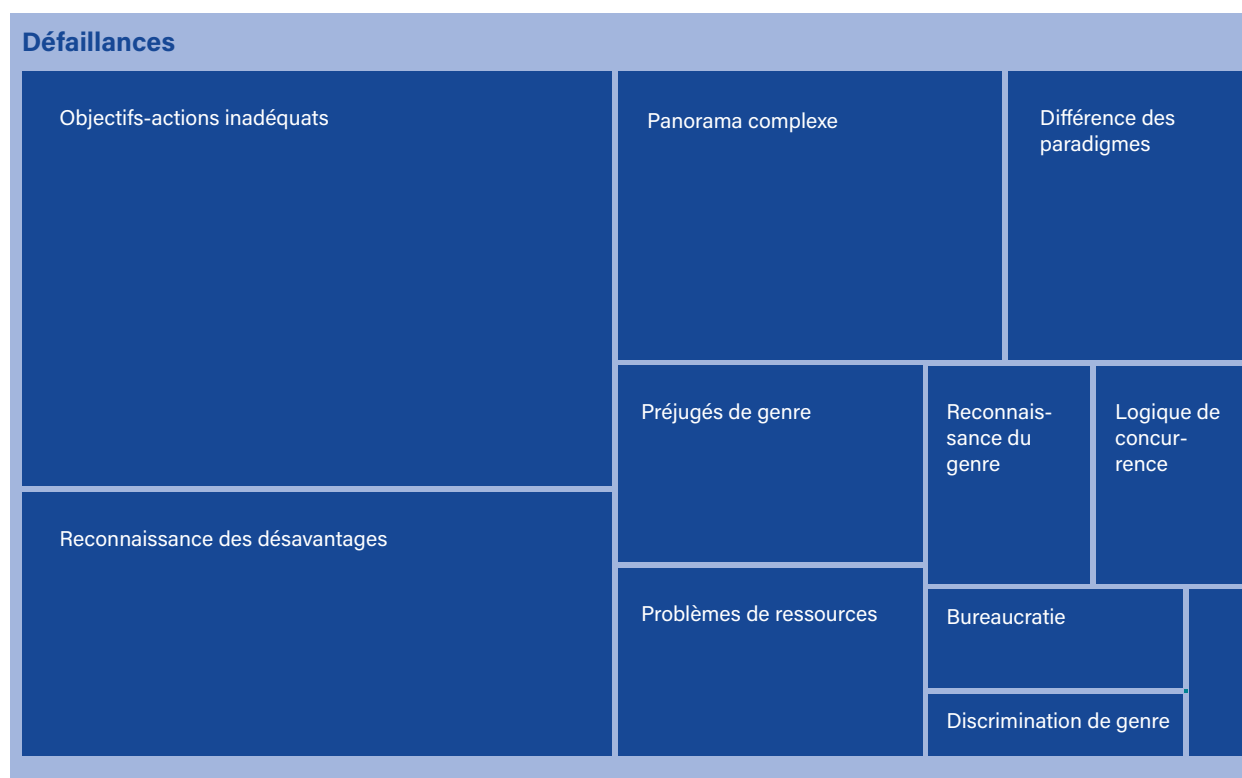 Défaillances
Objectifs-actions inadéquats
Panorama complexe
Différence des
paradigmes
Préjugés de genre
Reconnais-
sance du
genre
Logique de
concur-
rence
Reconnaissance des désavantages
Problèmes de ressources
Bureaucratie
Discrimination de genre